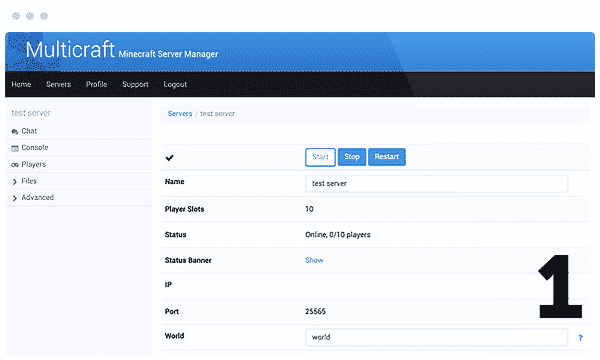 Multicraft Minecraft Server Manager
Home Servers Profile Support Logout
test server
Chat
Console
Players
Files
Advanced
Servers / test server
Start Stop Restart
Name test server
Player Slots 10
Status Online, 0/10 players
Status Banner Show
IP
Port 25565
World world ?
1